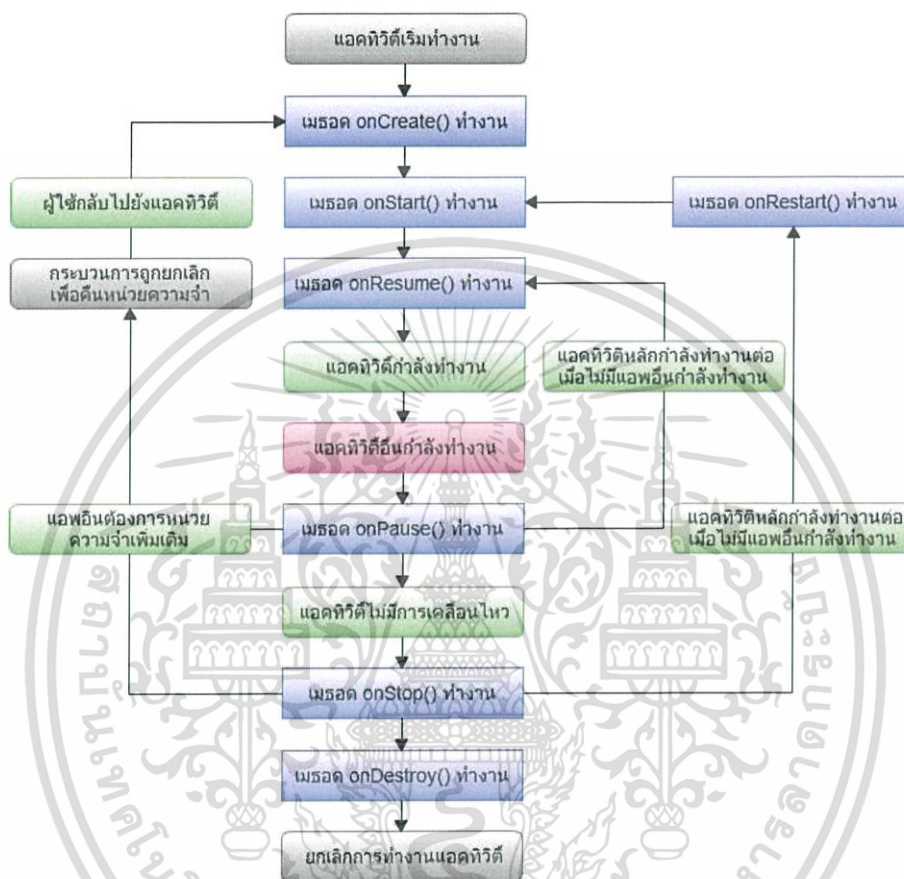 แอคทิวิตี้เริ่มทำงาน
เมธอด onCreate() ทำงาน
ผู้ใช้กลับไปยังแอคทิวิตี้
เมธอด onStart() ทำงาน
เมธอด onRestart() ทำงาน
กระบวนการถูกยกเลิก
เพื่อคืนหน่วยความจำ
เมธอด onResume() ทำงาน
แอคทิวิตี้กำลังทำงาน
แอคทิวิตีหลักกำลังทำงานต่อ
เมื่อไม่มีแอพอื่นกำลังทำงาน
แอคทิวิตี้อื่นกำลังทำงาน
แอพอื่นต้องการหน่วย
ความจำเพิ่มเติม
เมธอด onPause() ทำงาน
แอคทิวิตีหลักกำลังทำงานต่อ
เมื่อไม่มีแอพอื่นกำลังทำงาน
แอคทิวิตี้ไม่มีการเคลื่อนไหว
เมธอด onStop() ทำงาน
เมธอด onDestroy() ทำงาน
ยกเลิกการทำงานแอคทิวิตี้